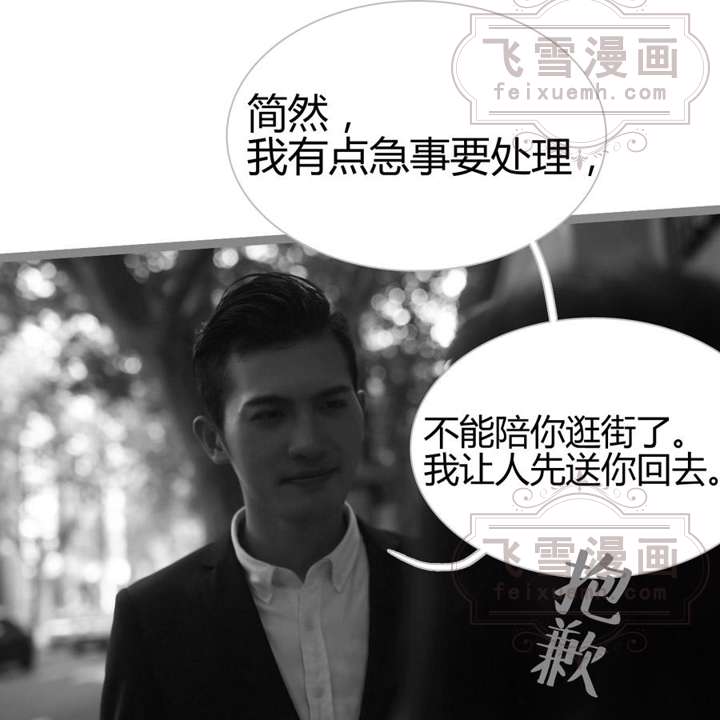 飞雪漫画
feixuemh.com
简然，
我有点急事要处理，
不能陪你逛街了。
我让人先送你回去。
飞雪漫画
feixuemh.com
抱
歉